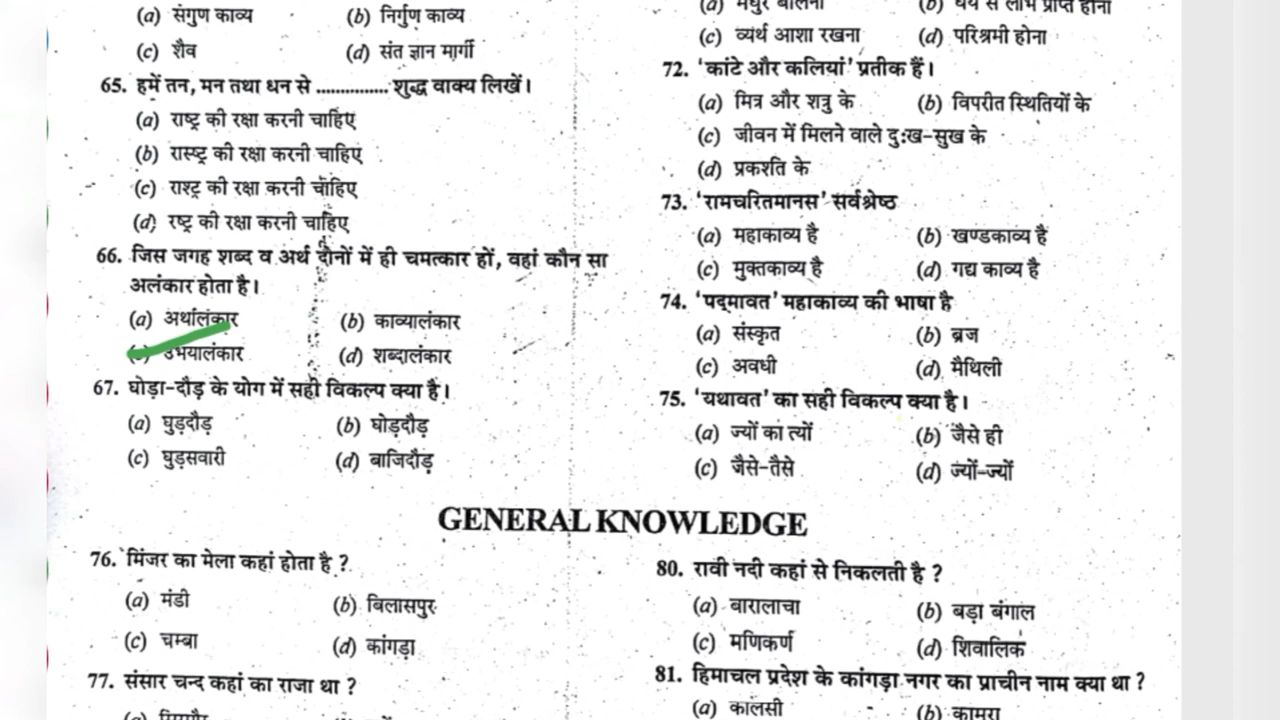 (a) संगुण काव्य (b) निर्गुण काव्य
(c) शैव (d) संत ज्ञान मार्गी
65. हमें तन, मन तथा धन से ............... शुद्ध वाक्य लिखें।
(a) राष्ट्र की रक्षा करनी चाहिए
(b) रास्ष्ट्र की रक्षा करनी चाहिए
(c) राश्ट्र की रक्षा करनी चाहिए
(d) रष्ट्र की रक्षा करनी चाहिए
66. जिस जगह शब्द व अर्थ दोनों में ही चमत्कार हों, वहां कौन सा
अलंकार होता है।
(a) अर्थालंकार (b) काव्यालंकार
उभयालंकार (d) शब्दालंकार
67. घोड़ा-दौड़ के योग में सही विकल्प क्या है।
(a) घुड़दौड़ (b) घोड़दौड़
(c) घुड़सवारी (d) बाजिदौड़
(a) मधुर बोलना (b) धैर्य से लाभ प्राप्त होना
(c) व्यर्थ आशा रखना (d) परिश्रमी होना
72. 'कांटे और कलियां' प्रतीक हैं।
(a) मित्र और शत्रु के (b) विपरीत स्थितियों के
(c) जीवन में मिलने वाले दु:ख-सुख के
(d) प्रकश्ति के
73. 'रामचरितमानस' सर्वश्रेष्ठ
(a) महाकाव्य है (b) खण्डकाव्य है
(c) मुक्तकाव्य है (d) गद्य काव्य है
74. 'पद्मावत' महाकाव्य की भाषा है
(a) संस्कृत (b) ब्रज
(c) अवधी (d) मैथिली
75. 'यथावत' का सही विकल्प क्या है।
(a) ज्यों का त्यों (b) जैसे ही
(c) जैसे-तैसे (d) ज्यों-ज्यों
GENERAL KNOWLEDGE
76. मिंजर का मेला कहां होता है ?
(a) मंडी (b) बिलासपुर
(c) चम्बा (d) कांगड़ा
77. संसार चन्द कहां का राजा था ?
80. रावी नदी कहां से निकलती है ?
(a) बारालाचा (b) बड़ा बंगाल
(c) मणिकर्ण (d) शिवालिक
81. हिमाचल प्रदेश के कांगड़ा नगर का प्राचीन नाम क्या था ?
(a) कालसी (b) कामरा